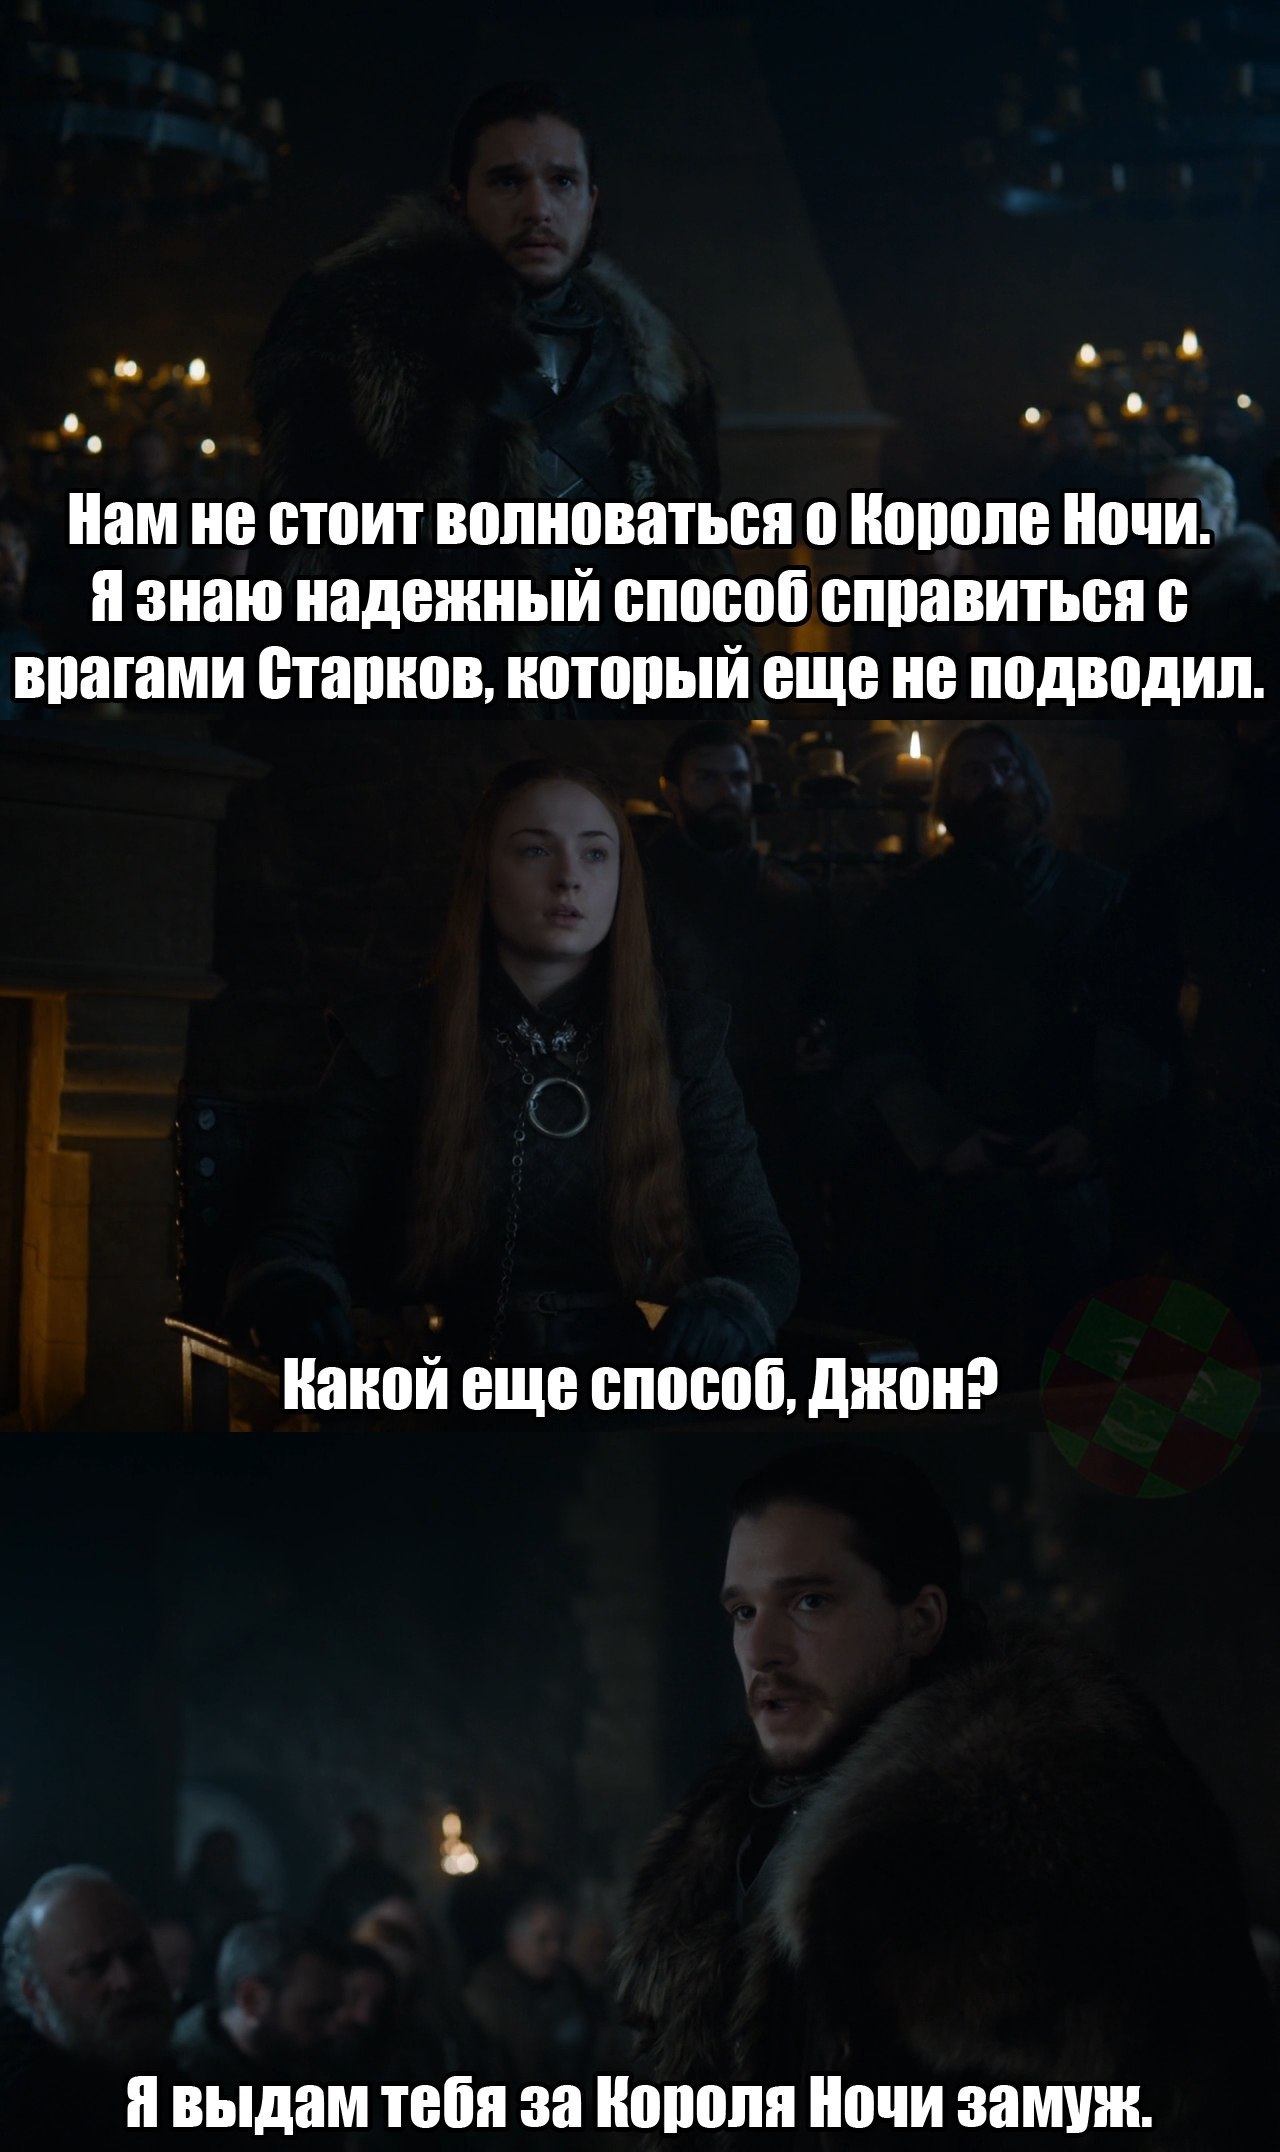 Нам не стоит волноваться о Короле Ночи.
Я знаю надежный способ справиться с
врагами Старков, который еще не подводил.
Какой еще способ, Джон?
Я выдам тебя за Короля Ночи замуж.